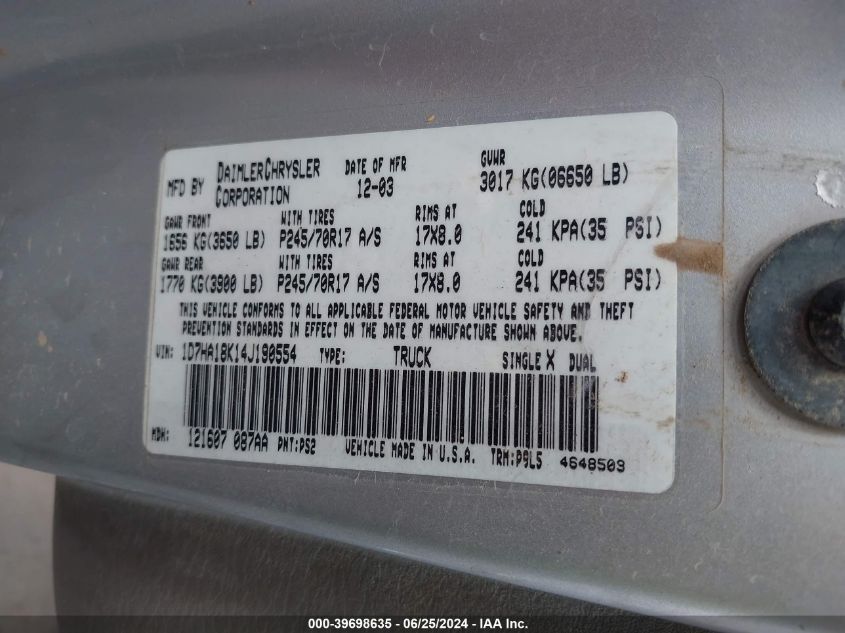 MFD BY DAIMLERCHRYSLER CORPORATION DATE OF MFR 12-03 GVWR 3017 KG(06650 LB)
GAWR FRONT WITH TIRES RIMS AT COLD
1656 KG(3650 LB) P245/70R17 A/S 17X8.0 241 KPA(35 PSI)
GAWR REAR WITH TIRES RIMS AT COLD
1770 KG(3900 LB) P245/70R17 A/S 17X8.0 241 KPA(35 PSI)
THIS VEHICLE CONFORMS TO ALL APPLICABLE FEDERAL MOTOR VEHICLE SAFETY AND THEFT
PREVENTION STANDARDS IN EFFECT ON THE DATE OF MANUFACTURE SHOWN ABOVE.
VIN: 1D7HA18K14J190554 TYPE: TRUCK SINGLE X DUAL
MDH: 121607 087AA PNT:PS2 VEHICLE MADE IN U.S.A. TRM:P9L5 4648503
000-39698635 - 06/25/2024 - IAA Inc.